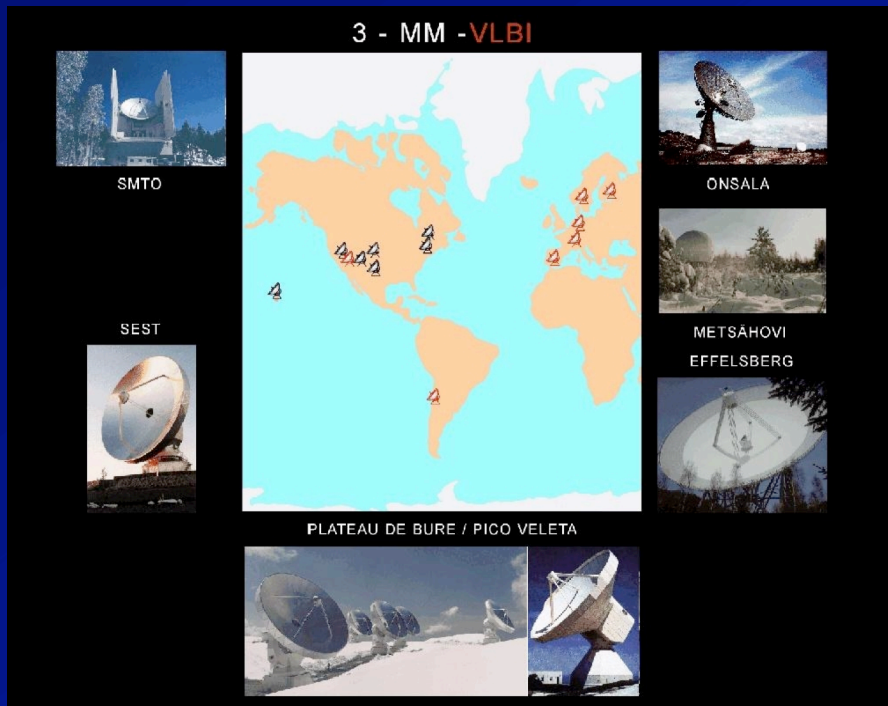 3 - MM -VLBI
SMTO
ONSALA
SEST
METSÄHOVI
EFFELSBERG
PLATEAU DE BURE / PICO VELETA